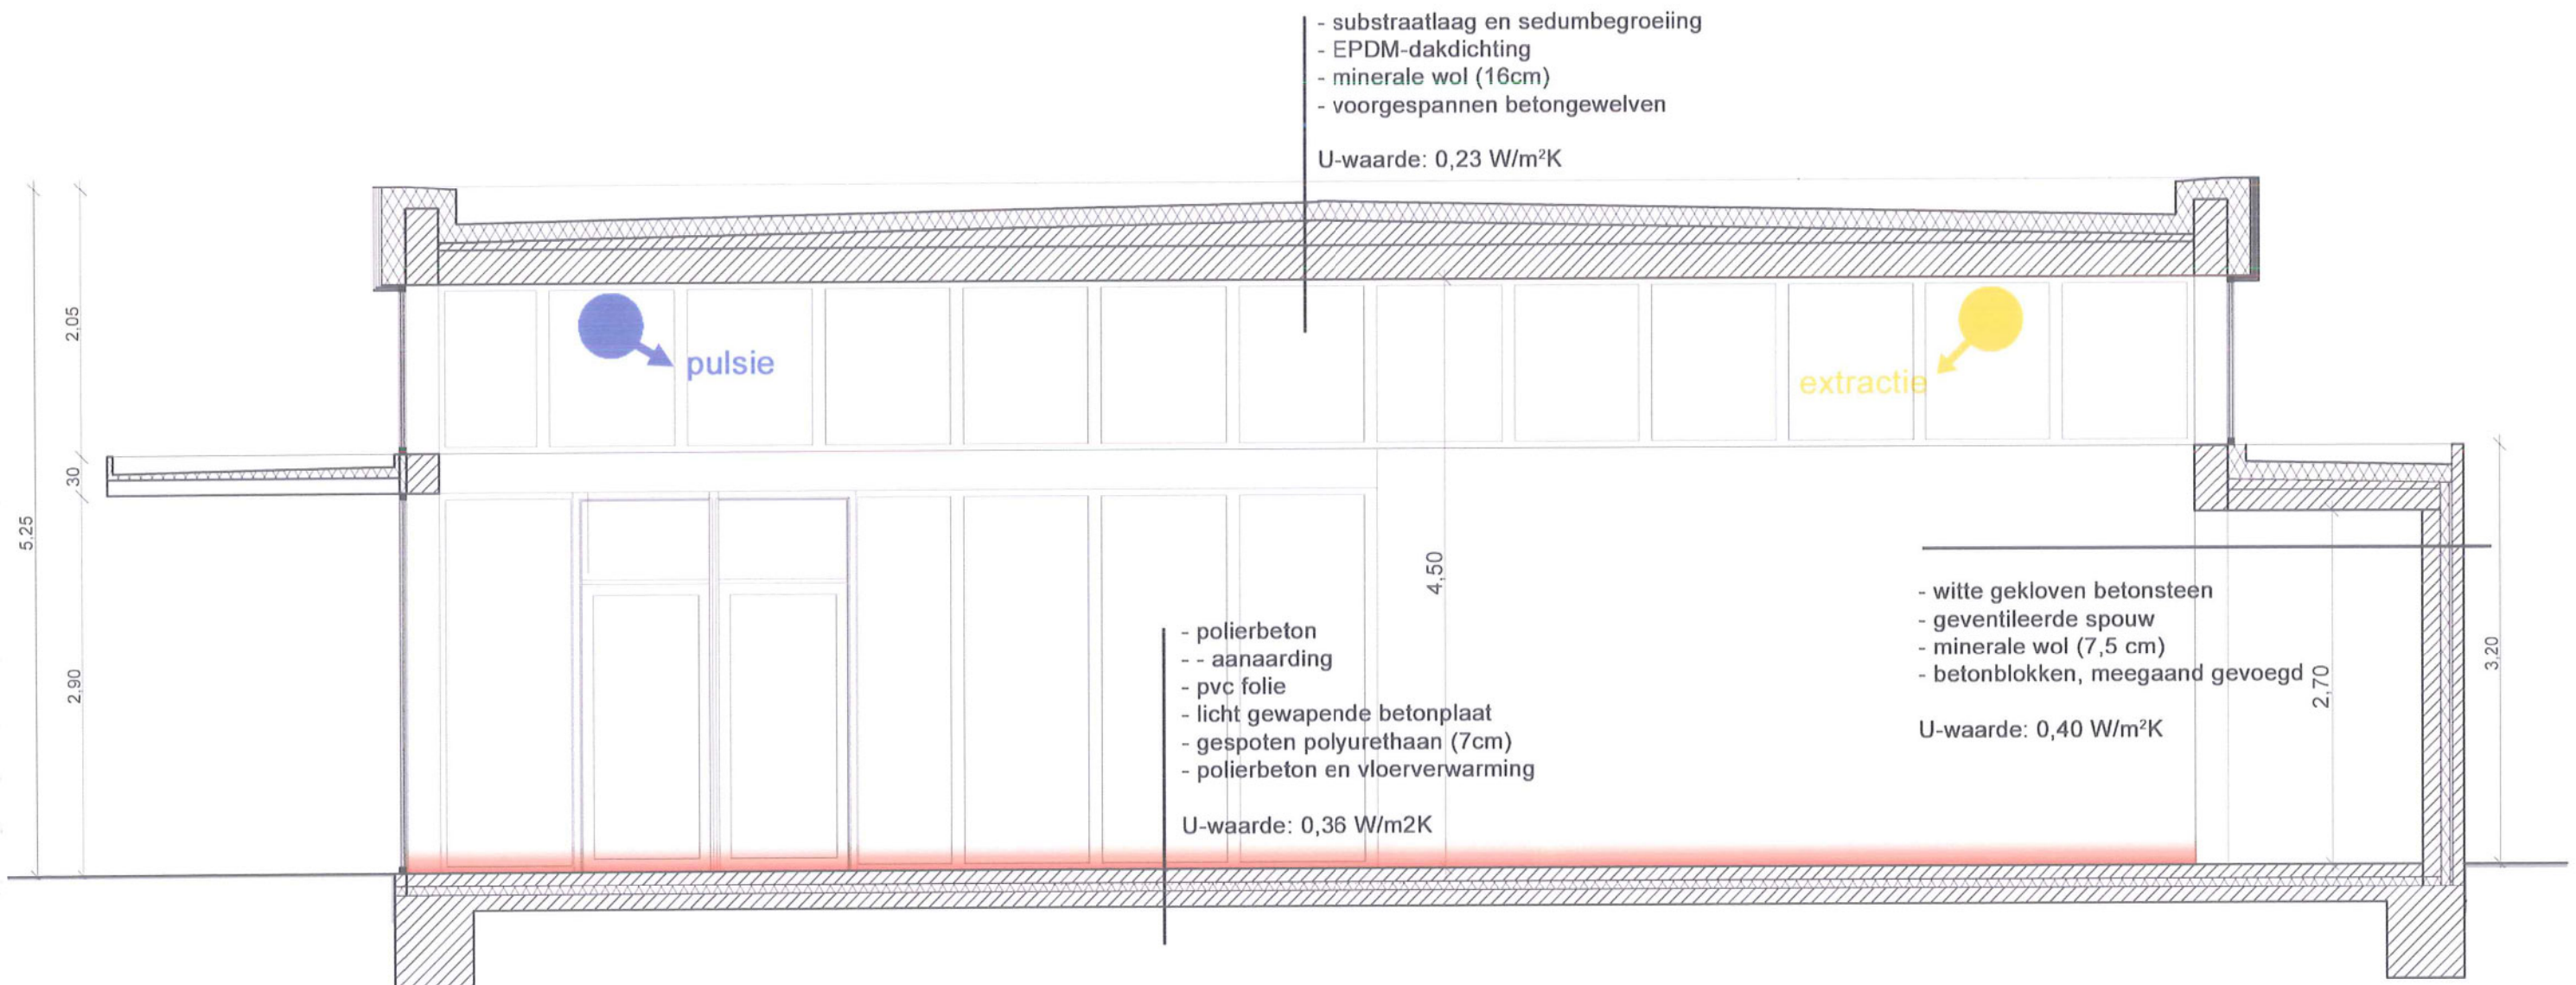 - substraatlaag en sedumbegroeiing
- EPDM-dakdichting
- minerale wol (16cm)
- voorgespannen betongewelven
U-waarde: 0,23 W/m²K
2,05
pulsie
extractie
,30
5,25
4,50
2,90
- polierbeton
- - aanaarding
- pvc folie
- licht gewapende betonplaat
- gespoten polyurethaan (7cm)
- polierbeton en vloerverwarming
U-waarde: 0,36 W/m2K
- witte gekloven betonsteen
- geventileerde spouw
- minerale wol (7,5 cm)
- betonblokken, meegaand gevoegd
U-waarde: 0,40 W/m²K
2,70
3,20